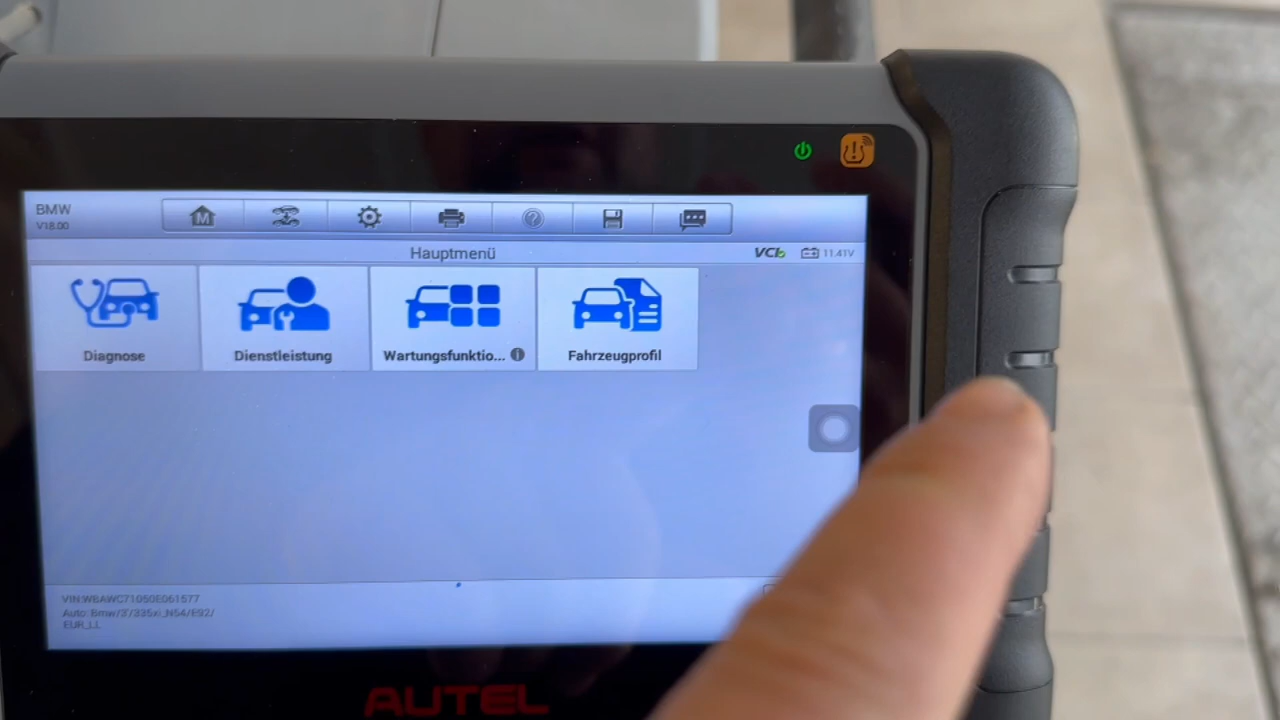 BMW
V18.00
M
Hauptmenü
VCI
11.41V
Diagnose
Dienstleistung
Wartungsfunktio...
Fahrzeugprofil
VIN:WBAWC71050E061577
Auto: Bmw/3'/335xi_N54/E92/
EUR_LL
AUTEL